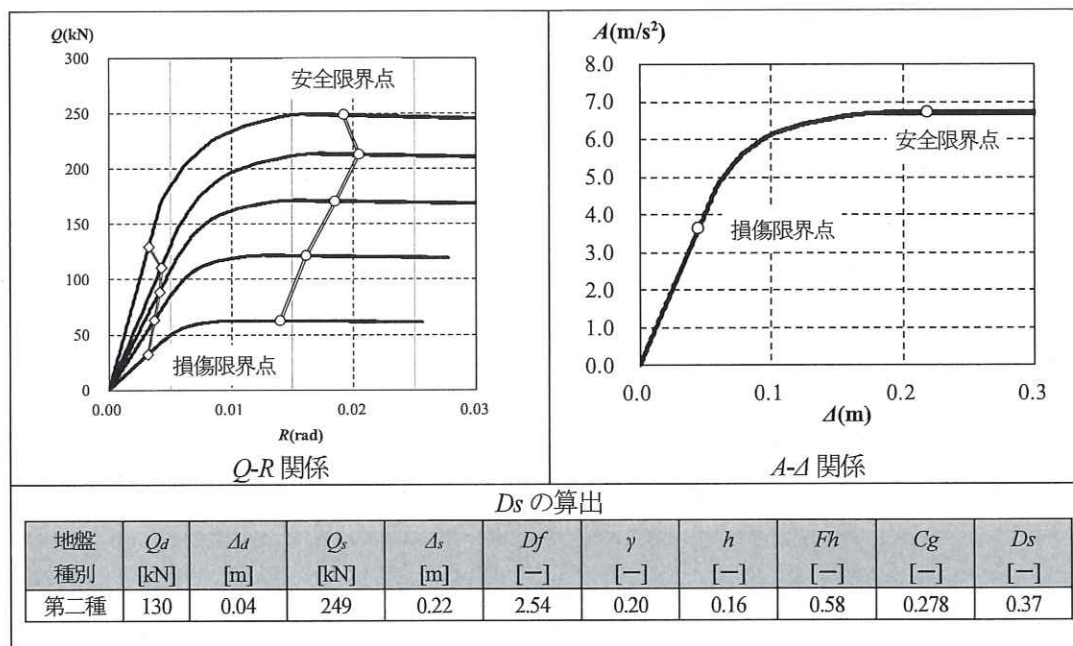 Q(kN)
300
250
200
150
100
50
0
0.00 0.01 0.02 0.03
R(rad)
安全限界点
損傷限界点
Q-R 関係
A(m/s²)
8.0
7.0
6.0
5.0
4.0
3.0
2.0
1.0
0.0
0.0 0.1 0.2 0.3
Δ(m)
安全限界点
損傷限界点
A-Δ 関係
Ds の算出
地盤種別 Qd [kN] Δd [m] Qs [kN] Δs [m] Df [—] γ [—] h [—] Fh [—] Cg [—] Ds [—]
第二種 130 0.04 249 0.22 2.54 0.20 0.16 0.58 0.278 0.37